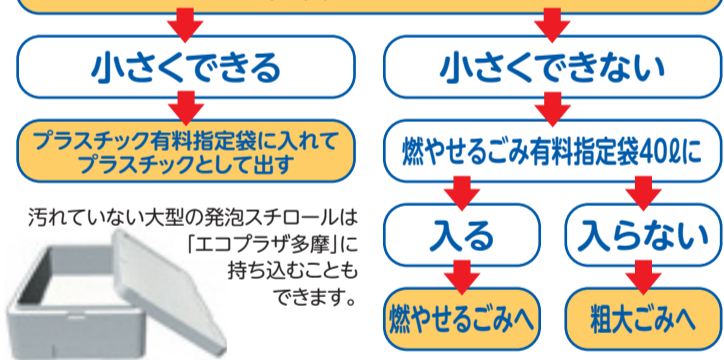 小さくできる
小さくできない
プラスチック有料指定袋に入れて
プラスチックとして出す
燃やせるごみ有料指定袋40ℓに
汚れていない大型の発泡スチロールは
「エコプラザ多摩」に
持ち込むことも
できます。
入る
入らない
燃やせるごみへ
粗大ごみへ